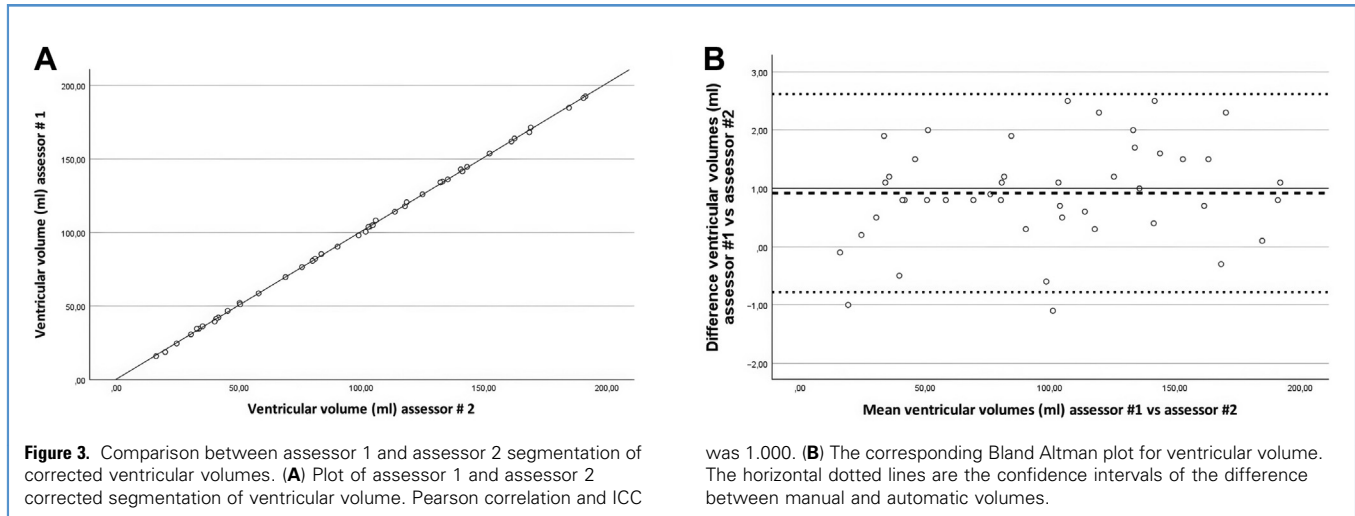 A
Ventricular volume (ml) assessor # 1
200,00
150,00
100,00
50,00
,00
,00
50,00
100,00
150,00
200,00
Ventricular volume (ml) assessor # 2
B
Difference ventricular volumes (ml)
assessor #1 vs assessor #2
3,00
2,00
1,00
,00
−1,00
−2,00
,00
50,00
100,00
150,00
200,00
Mean ventricular volumes (ml) assessor #1 vs assessor #2
Figure 3. Comparison between assessor 1 and assessor 2 segmentation of
corrected ventricular volumes. (A) Plot of assessor 1 and assessor 2
corrected segmentation of ventricular volume. Pearson correlation and ICC
was 1.000. (B) The corresponding Bland Altman plot for ventricular volume.
The horizontal dotted lines are the confidence intervals of the difference
between manual and automatic volumes.